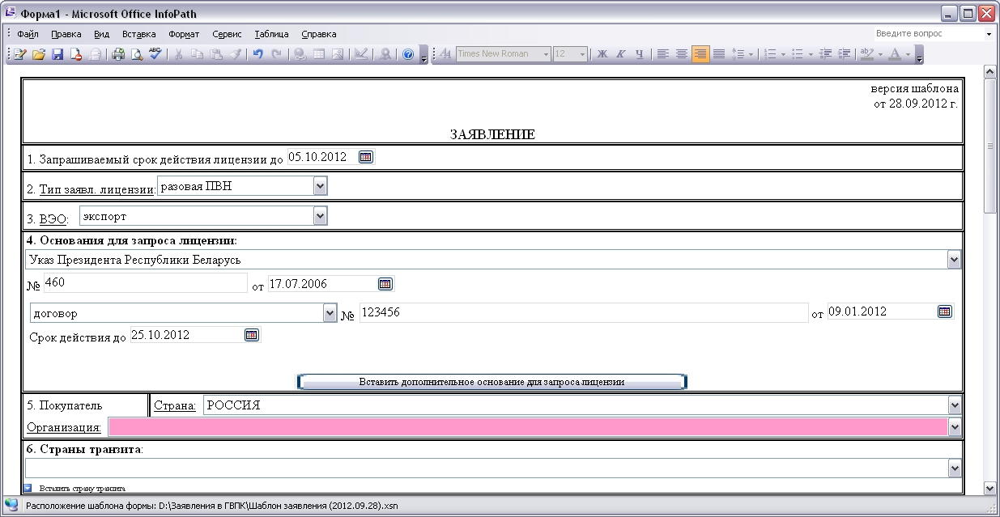 Форма1 - Microsoft Office InfoPath
Файл Правка Вид Вставка Формат Сервис Таблица Справка Введите вопрос
Times New Roman 12 Ж К Ч
версия шаблона
от 28.09.2012 г.
ЗАЯВЛЕНИЕ
1. Запрашиваемый срок действия лицензии до 05.10.2012
2. Тип заявл. лицензии: разовая ПВН
3. ВЭО: экспорт
4. Основания для запроса лицензии:
Указ Президента Республики Беларусь
№ 460 от 17.07.2006
договор № 123456 от 09.01.2012
Срок действия до 25.10.2012
Вставить дополнительное основание для запроса лицензии
5. Покупатель Страна: РОССИЯ
Организация:
6. Страны транзита:
Вставить страну транзита
Расположение шаблона формы: D:\Заявления в ГВПК\Шаблон заявления (2012.09.28).xsn